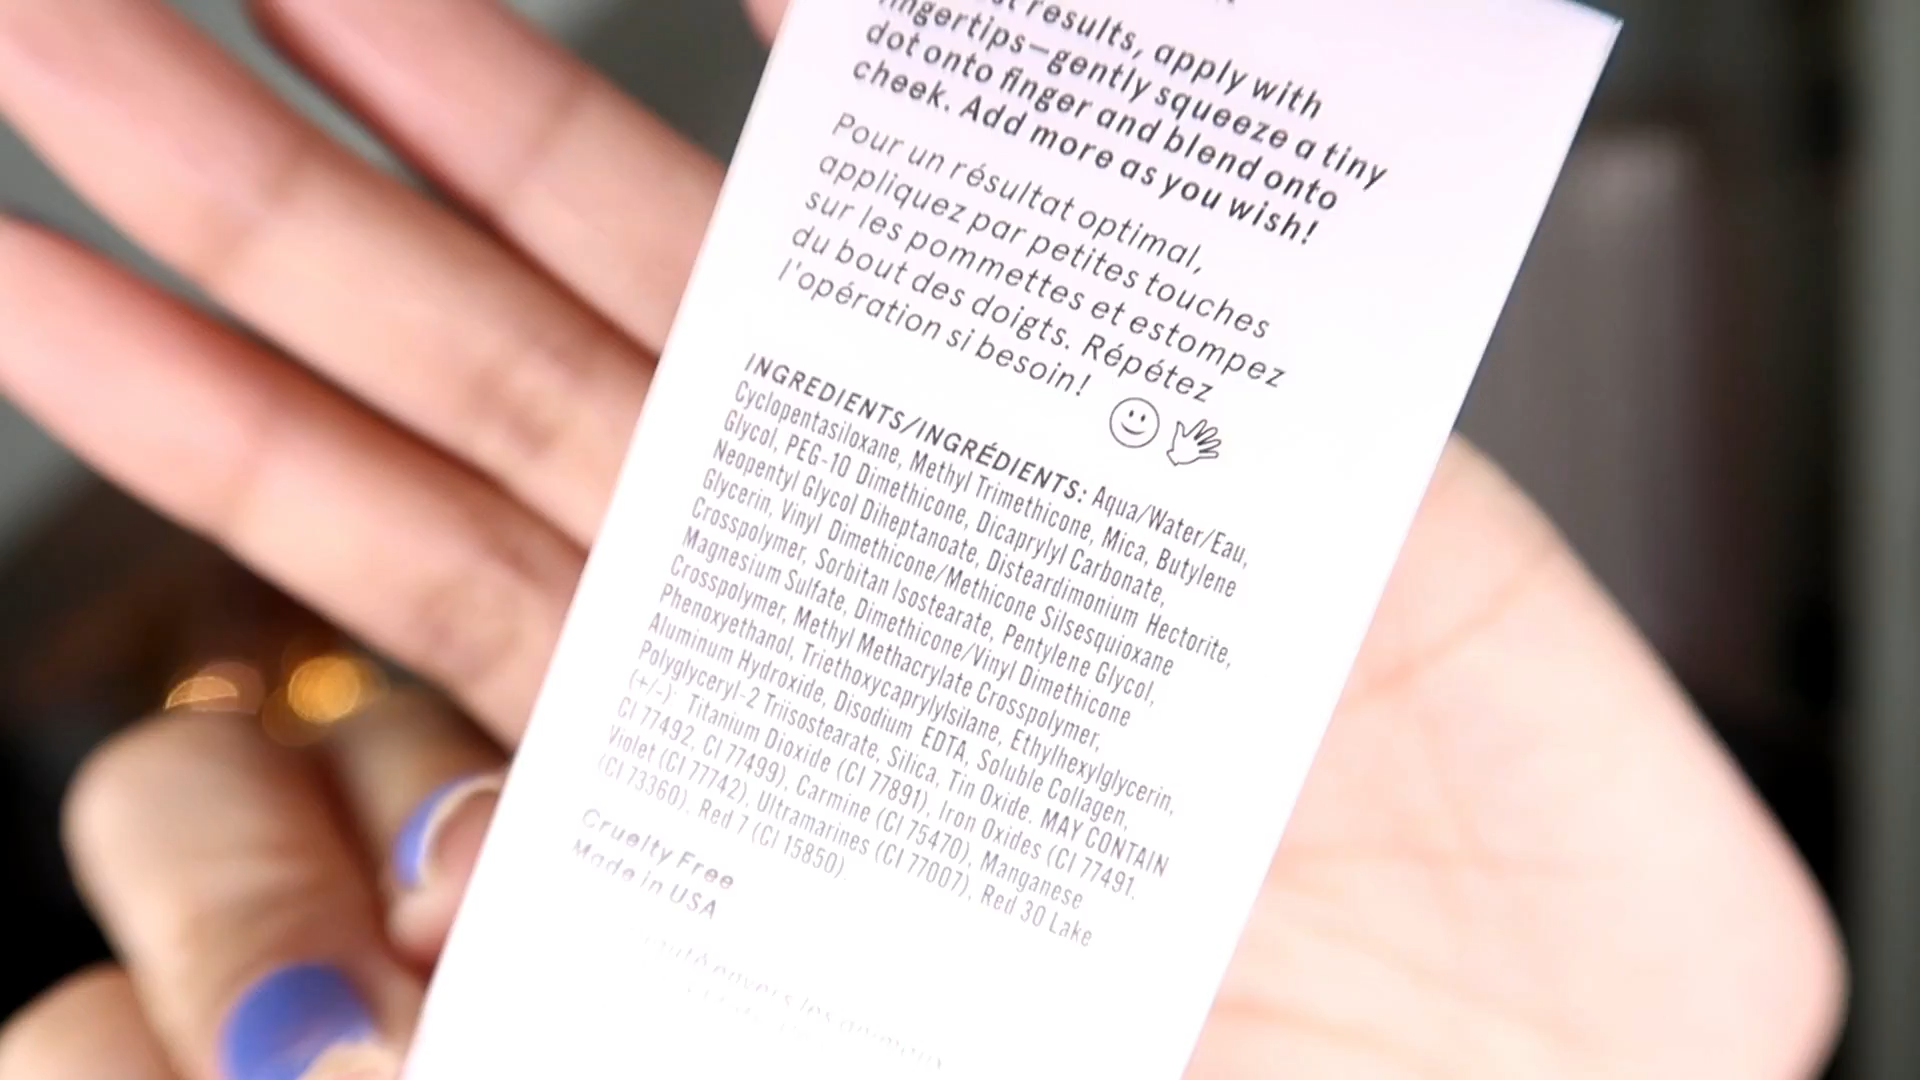 results, apply with
fingertips—gently squeeze a tiny
dot onto finger and blend onto
cheek. Add more as you wish!
Pour un résultat optimal,
appliquez par petites touches
sur les pommettes et estompez
du bout des doigts. Répétez
l'opération si besoin!
INGREDIENTS/INGRÉDIENTS: Aqua/Water/Eau,
Cyclopentasiloxane, Methyl Trimethicone, Mica, Butylene
Glycol, PEG-10 Dimethicone, Dicaprylyl Carbonate,
Neopentyl Glycol Diheptanoate, Disteardimonium Hectorite,
Glycerin, Vinyl Dimethicone/Methicone Silsesquioxane
Crosspolymer, Sorbitan Isostearate, Pentylene Glycol,
Magnesium Sulfate, Dimethicone/Vinyl Dimethicone
Crosspolymer, Methyl Methacrylate Crosspolymer,
Phenoxyethanol, Triethoxycaprylylsilane, Ethylhexylglycerin,
Aluminum Hydroxide, Disodium EDTA, Soluble Collagen,
Polyglyceryl-2 Triisostearate, Silica, Tin Oxide. MAY CONTAIN
(+/-): Titanium Dioxide (CI 77891), Iron Oxides (CI 77491,
CI 77492, CI 77499), Carmine (CI 75470), Manganese
Violet (CI 77742), Ultramarines (CI 77007), Red 30 Lake
(CI 73360), Red 7 (CI 15850).
Cruelty Free
Made in USA